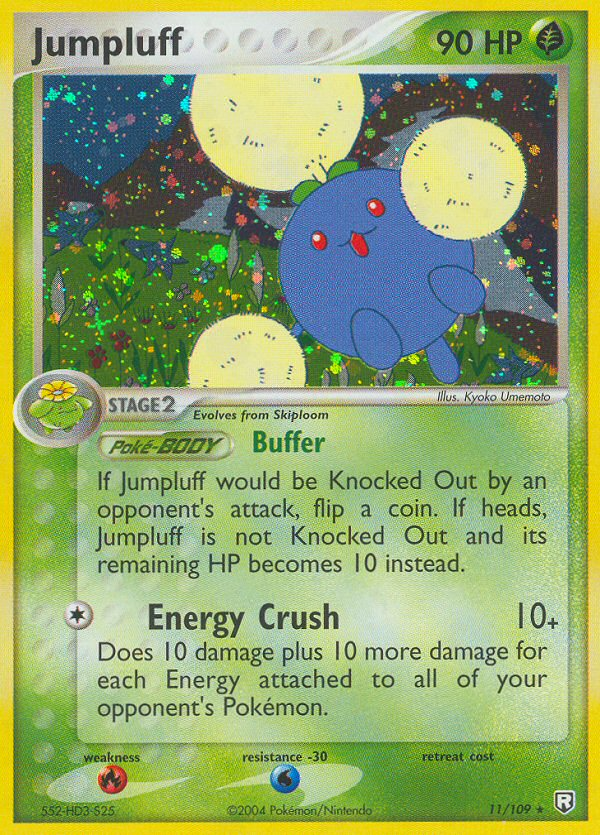 Jumpluff
90 HP
Illus. Kyoko Umemoto
STAGE 2
Evolves from Skiploom
Poké-BODY Buffer
If Jumpluff would be Knocked Out by an
opponent's attack, flip a coin. If heads,
Jumpluff is not Knocked Out and its
remaining HP becomes 10 instead.
Energy Crush 10+
Does 10 damage plus 10 more damage for
each Energy attached to all of your
opponent's Pokémon.
weakness resistance -30 retreat cost
552-HD3-525 ©2004 Pokémon/Nintendo 11/109 ★ R